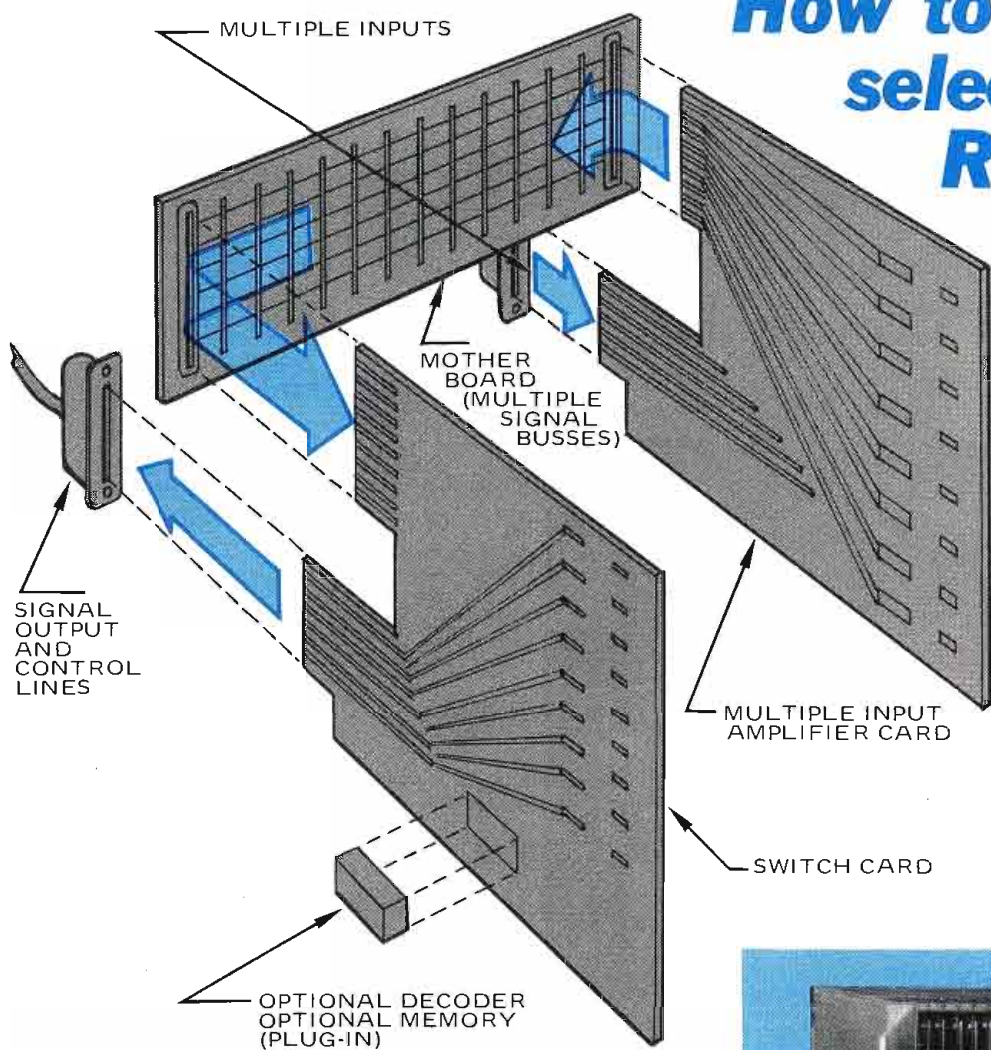 How to
selec
R
MULTIPLE INPUTS
MOTHER
BOARD
(MULTIPLE
SIGNAL
BUSSES)
SIGNAL
OUTPUT
AND
CONTROL
LINES
MULTIPLE INPUT
AMPLIFIER CARD
SWITCH CARD
OPTIONAL DECODER
OPTIONAL MEMORY
(PLUG-IN)